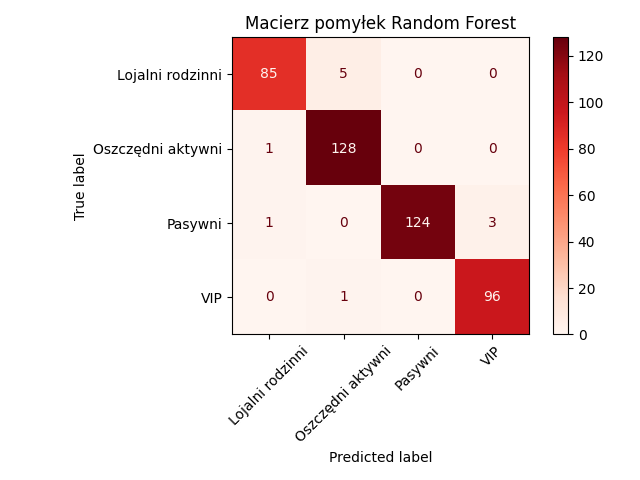 Macierz pomyłek Random Forest
Lojalni rodzinni 85 5 0 0
Oszczędni aktywni 1 128 0 0
Pasywni 1 0 124 3
VIP 0 1 0 96
True label
Lojalni rodzinni
Oszczędni aktywni
Pasywni
VIP
Predicted label
120
100
80
60
40
20
0